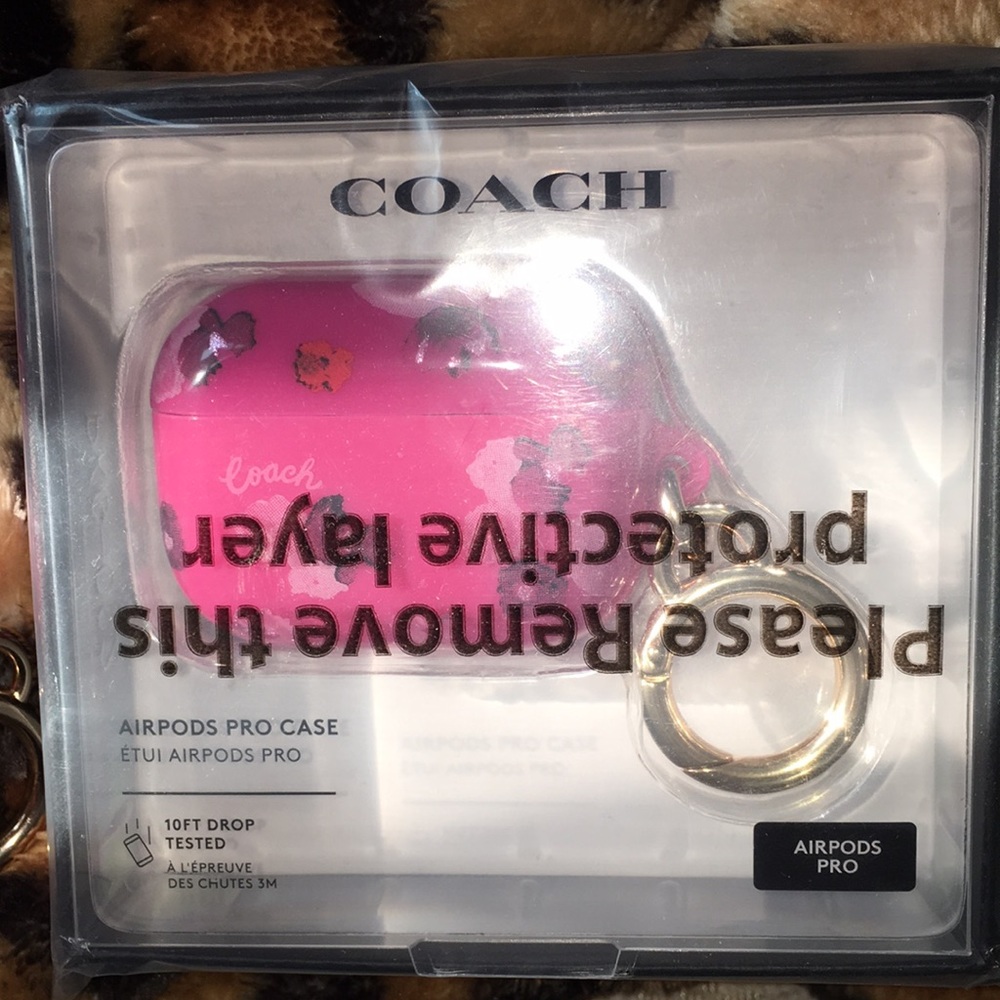 COACH
Coach
Please Remove this
protective layer
AIRPODS PRO CASE
ÉTUI AIRPODS PRO
10FT DROP
TESTED
À L'ÉPREUVE
DES CHUTES 3M
AIRPODS
PRO